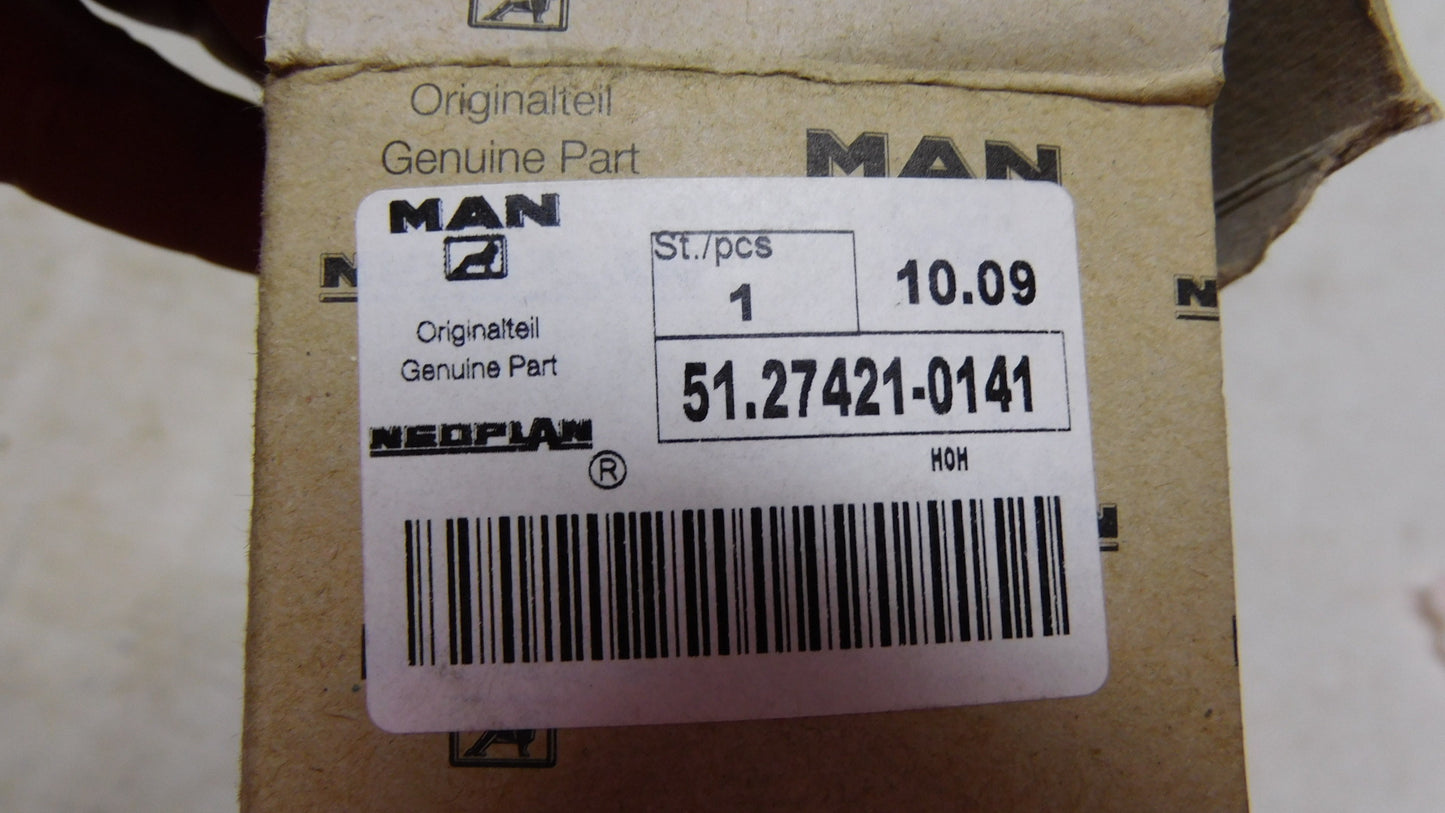 Originalteil
Genuine Part
MAN
MAN
Originalteil
Genuine Part
NEOPLAN
®
St./pcs
1
10.09
51.27421-0141
HOH
N
N